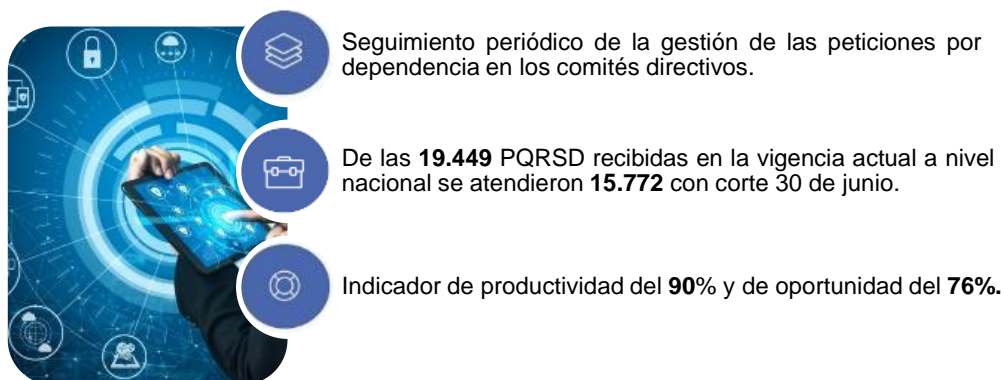 Seguimiento periódico de la gestión de las peticiones por
dependencia en los comités directivos.
De las 19.449 PQRSD recibidas en la vigencia actual a nivel
nacional se atendieron 15.772 con corte 30 de junio.
Indicador de productividad del 90% y de oportunidad del 76%.